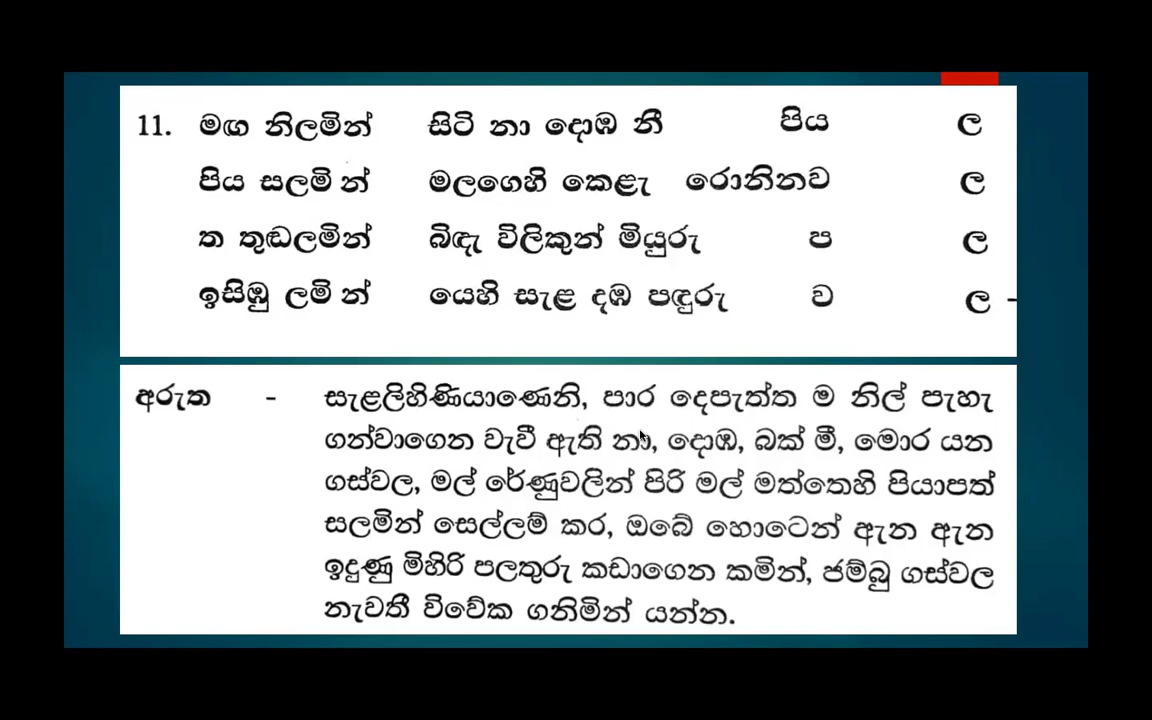 11. මඟ නිලමින් සිටි නා දොඹ නී පිය ල
පිය සලමි න් මලගෙහි කෙළැ රොනිනව ල
ත තුඬලමින් බිඳැ විලිකුන් මියුරු ප ල
ඉසිඹු ලමි න් යෙහි සැළ දඹ පඳුරු ව ල -
අරුත - සැළලිහිණියාණෙනි, පාර දෙපැත්ත ම නිල් පැහැ
ගන්වාගෙන වැවී ඇති නා, දොඹ, බක් මී, මොර යන
ගස්වල, මල් රේණුවලින් පිරි මල් මත්තෙහි පියාපත්
සලමින් සෙල්ලම් කර, ඔබේ හොටෙන් ඇන ඇන
ඉදුණු මිහිරි පලතුරු කඩාගෙන කමින්, ජම්බු ගස්වල
නැවතී විවේක ගනිමින් යන්න.